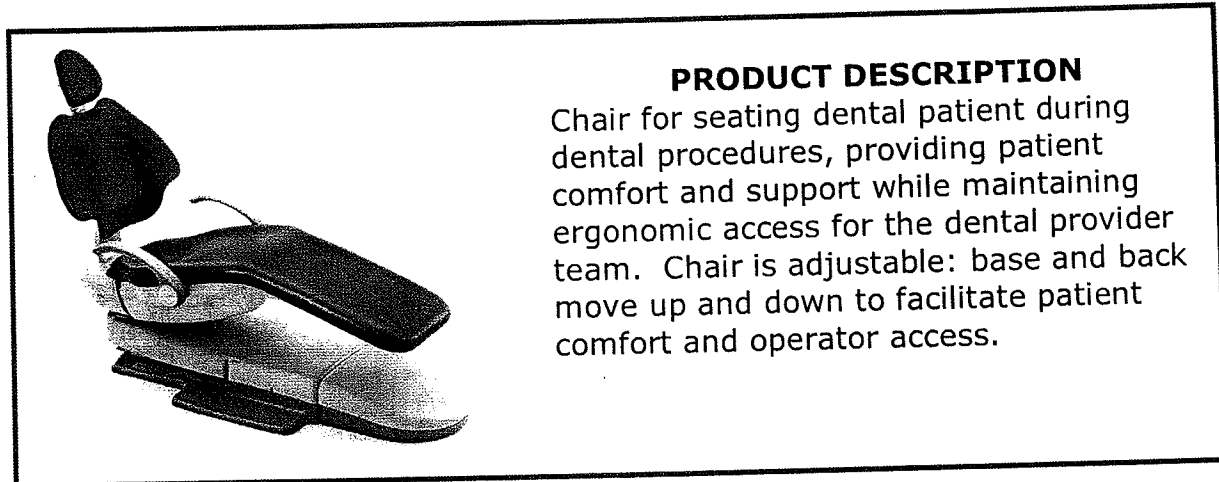 PRODUCT DESCRIPTION
Chair for seating dental patient during
dental procedures, providing patient
comfort and support while maintaining
ergonomic access for the dental provider
team.  Chair is adjustable: base and back
move up and down to facilitate patient
comfort and operator access.